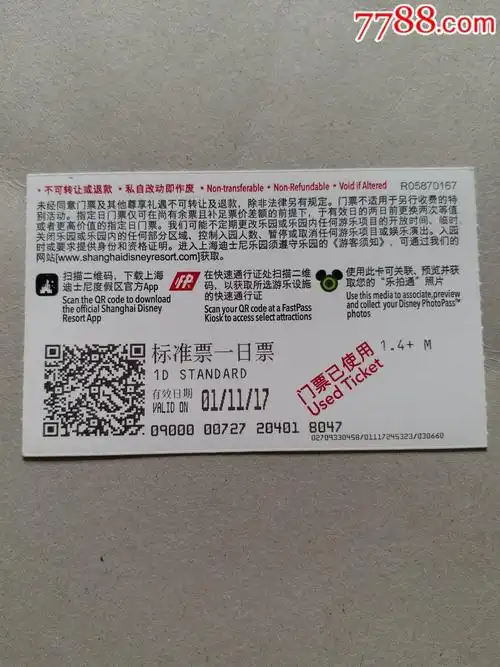 7788.com
• 不可转让或退款 • 私自改动即作废 • Non-transferable • Non-Refundable • Void if Altered R05870167
未经同意门票及其他尊享礼遇不可转让及退款、除非法律另有规定。门票不适用于另行收费的特
别活动。指定日门票仅可在尚有余票且补足票价差额的前提下，于有效日的两日前更换两次等值
或者更高价值的指定日门票。我们可能不定期更改乐园或乐园内任何游乐项目的开放时间、临时
关闭乐园或乐园内的任何部分区域、控制入园人数、暂停或取消任何游乐项目或娱乐演出。入园
时或要求提供身份和资格证明。进入上海迪士尼乐园须遵守乐园的《游客须知》，可通过我们的
网站[www.shanghaidisneyresort.com]获取。
扫描二维码，下载上海
迪士尼度假区官方App
Scan the QR code to download
the official Shanghai Disney
Resort App
FP
在快速通行证处扫描二维
码，以获取所选游乐设施
的快速通行证
Scan your QR code at a FastPass
Kiosk to access select attractions
使用此卡可关联、预览并获
取您的“乐拍通”照片
Use this media to associate, preview
and collect your Disney PhotoPass™
photos
标准票一日票
1D STANDARD
有效日期
VALID ON 01/11/17
09000 00727 20401 8047
门票已使用
Used Ticket
1.4+ M
02709330458/01117245323/030660